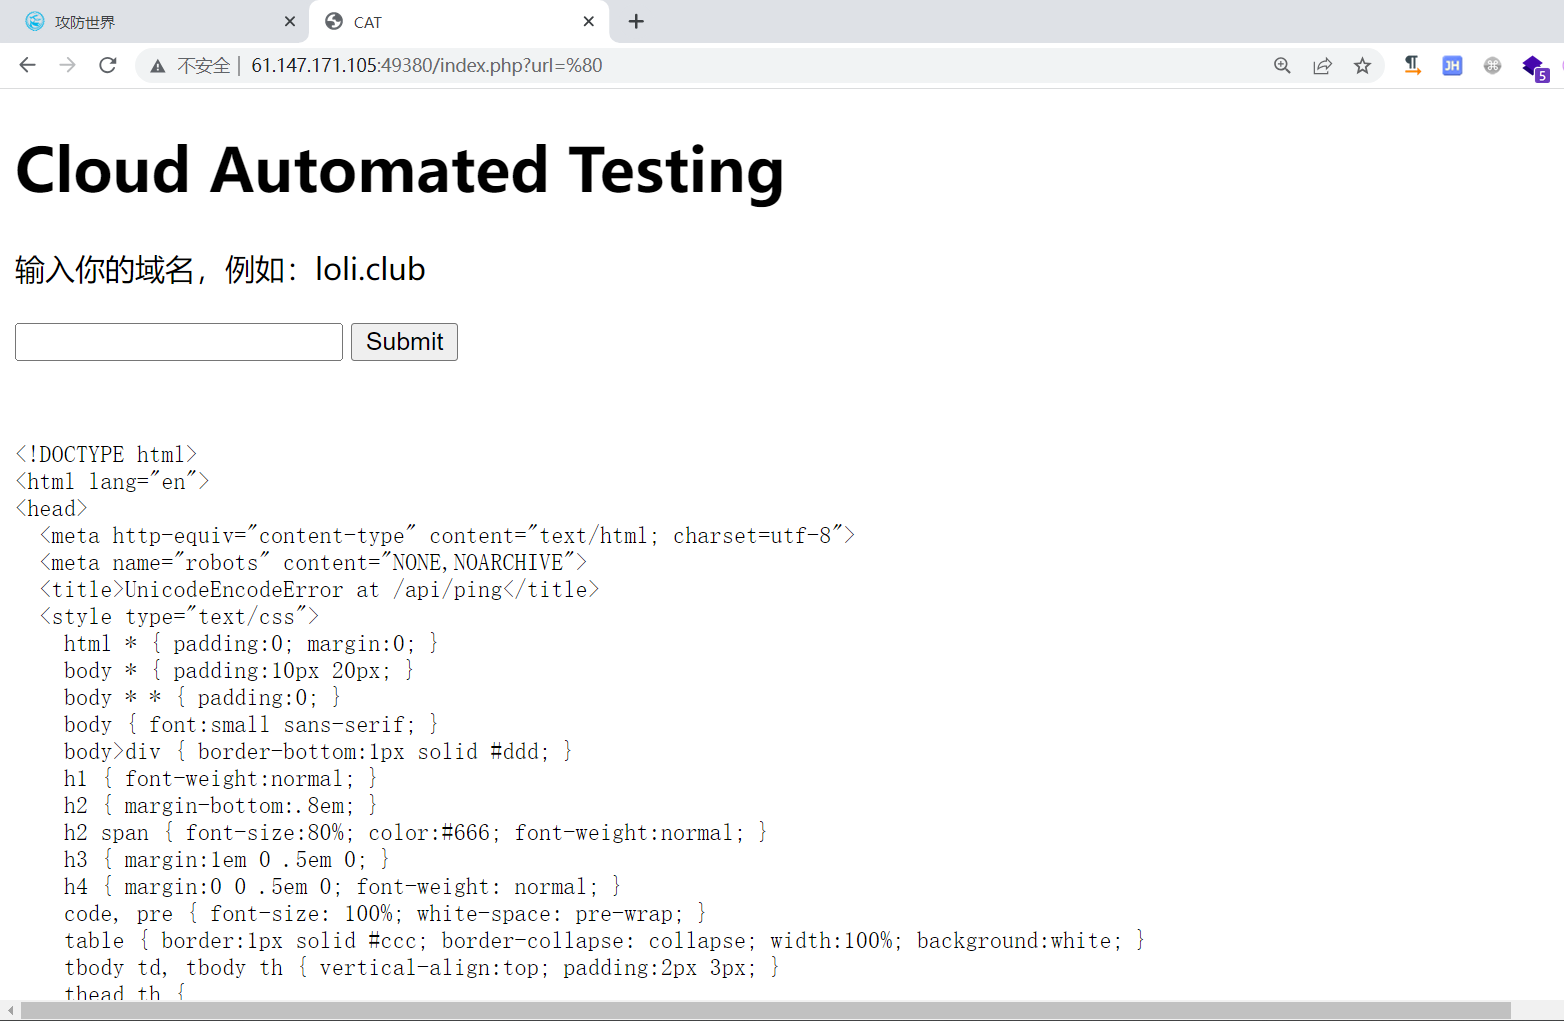 攻防世界
CAT
不安全 | 61.147.171.105:49380/index.php?url=%80
JH
5
Cloud Automated Testing
输入你的域名，例如：loli.club
Submit
<!DOCTYPE html>
<html lang="en">
<head>
  <meta http-equiv="content-type" content="text/html; charset=utf-8">
  <meta name="robots" content="NONE,NOARCHIVE">
  <title>UnicodeEncodeError at /api/ping</title>
  <style type="text/css">
    html * { padding:0; margin:0; }
    body * { padding:10px 20px; }
    body * * { padding:0; }
    body { font:small sans-serif; }
    body>div { border-bottom:1px solid #ddd; }
    h1 { font-weight:normal; }
    h2 { margin-bottom:.8em; }
    h2 span { font-size:80%; color:#666; font-weight:normal; }
    h3 { margin:1em 0 .5em 0; }
    h4 { margin:0 0 .5em 0; font-weight: normal; }
    code, pre { font-size: 100%; white-space: pre-wrap; }
    table { border:1px solid #ccc; border-collapse: collapse; width:100%; background:white; }
    tbody td, tbody th { vertical-align:top; padding:2px 3px; }
    thead th {